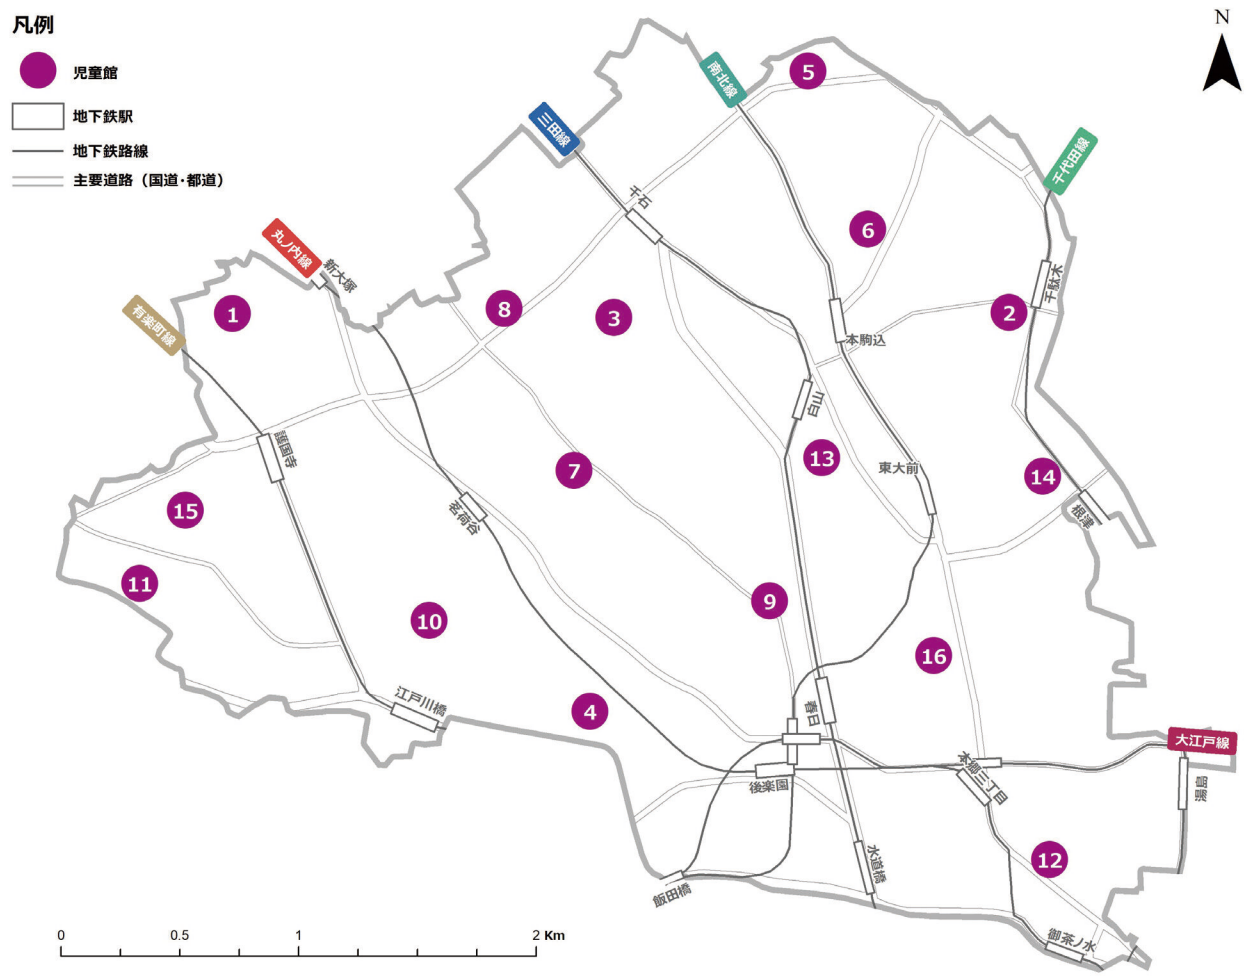 凡例
児童館
地下鉄駅
地下鉄路線
主要道路（国道・都道）
N
南北線
5
三田線
千代田線
千石
6
丸ノ内線
新大塚
有楽町線
1
8
3
2
千駄木
本駒込
白山
護国寺
7
13
東大前
14
根津
茗荷谷
15
11
9
10
16
江戸川橋
4
春日
大江戸線
本郷三丁目
後楽園
湯島
水道橋
12
飯田橋
御茶ノ水
0 0.5 1 2 Km